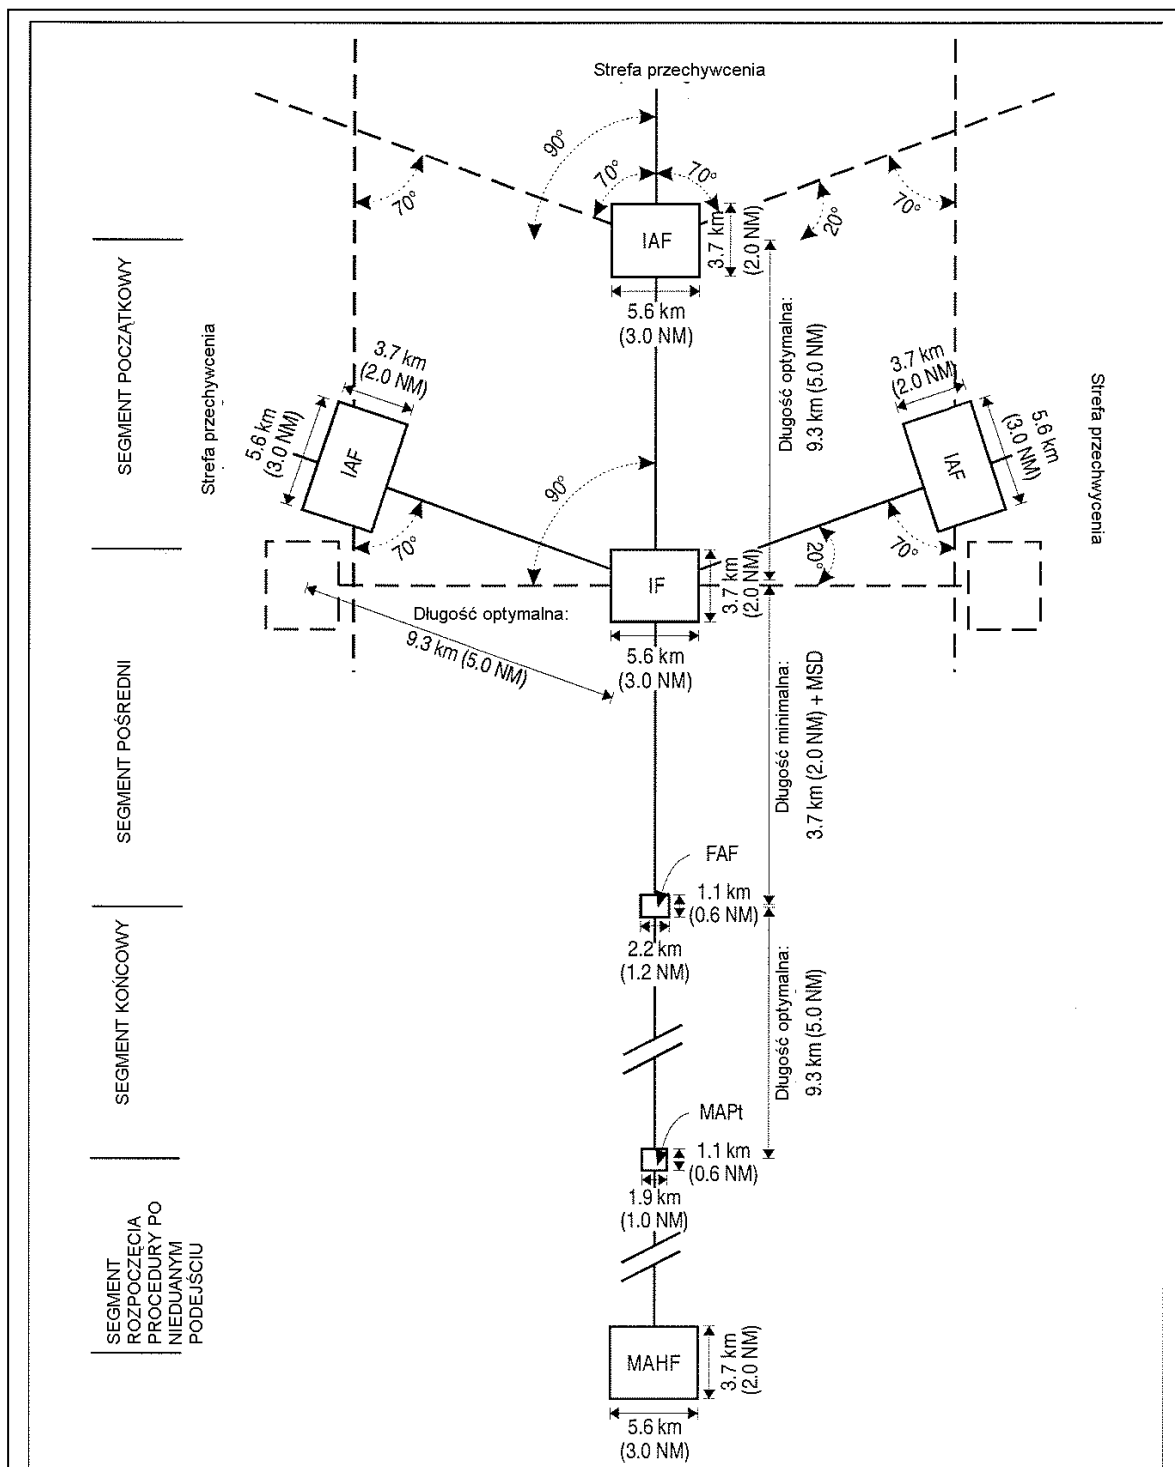 Strefa przechywcenia
90°
70°
70°
70°
20°
70°
IAF
3.7 km
(2.0 NM)
5.6 km
(3.0 NM)
SEGMENT POCZĄTKOWY
Strefa przechywcenia
3.7 km
(2.0 NM)
5.6 km
(3.0 NM)
IAF
70°
90°
Długość optymalna:
9.3 km (5.0 NM)
3.7 km
(2.0 NM)
5.6 km
(3.0 NM)
IAF
70°
20°
Strefa przechwycenia
IF
3.7 km
(2.0 NM)
5.6 km
(3.0 NM)
Długość optymalna:
9.3 km (5.0 NM)
SEGMENT POŚREDNI
Długość minimalna:
3.7 km (2.0 NM) + MSD
FAF
1.1 km
(0.6 NM)
2.2 km
(1.2 NM)
SEGMENT KOŃCOWY
Długość optymalna:
9.3 km (5.0 NM)
MAPt
1.1 km
(0.6 NM)
1.9 km
(1.0 NM)
SEGMENT
ROZPOCZĘCIA
PROCEDURY PO
NIEDUANYM
PODEJŚCIU
MAHF
3.7 km
(2.0 NM)
5.6 km
(3.0 NM)